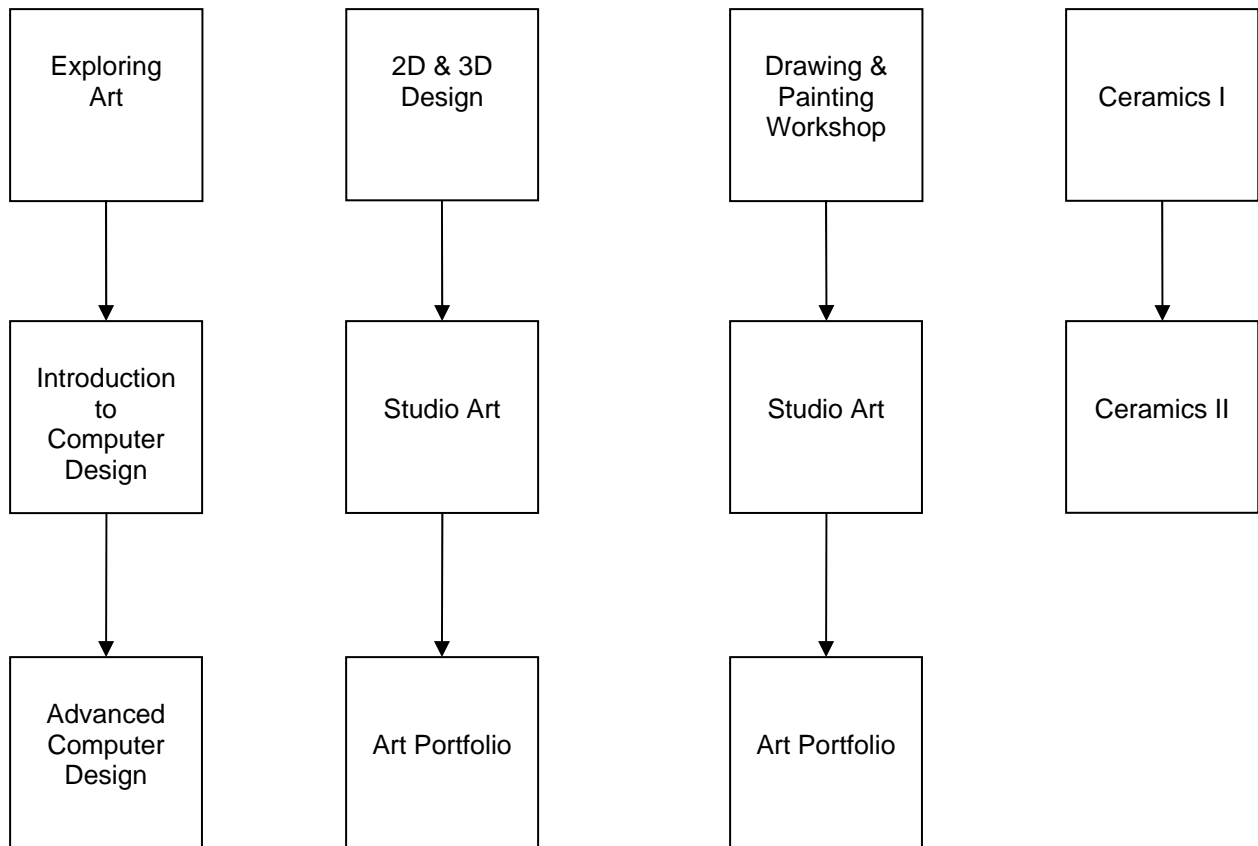 Exploring
Art
2D & 3D
Design
Drawing &
Painting
Workshop
Ceramics I
Introduction
to
Computer
Design
Studio Art
Studio Art
Ceramics II
Advanced
Computer
Design
Art Portfolio
Art Portfolio